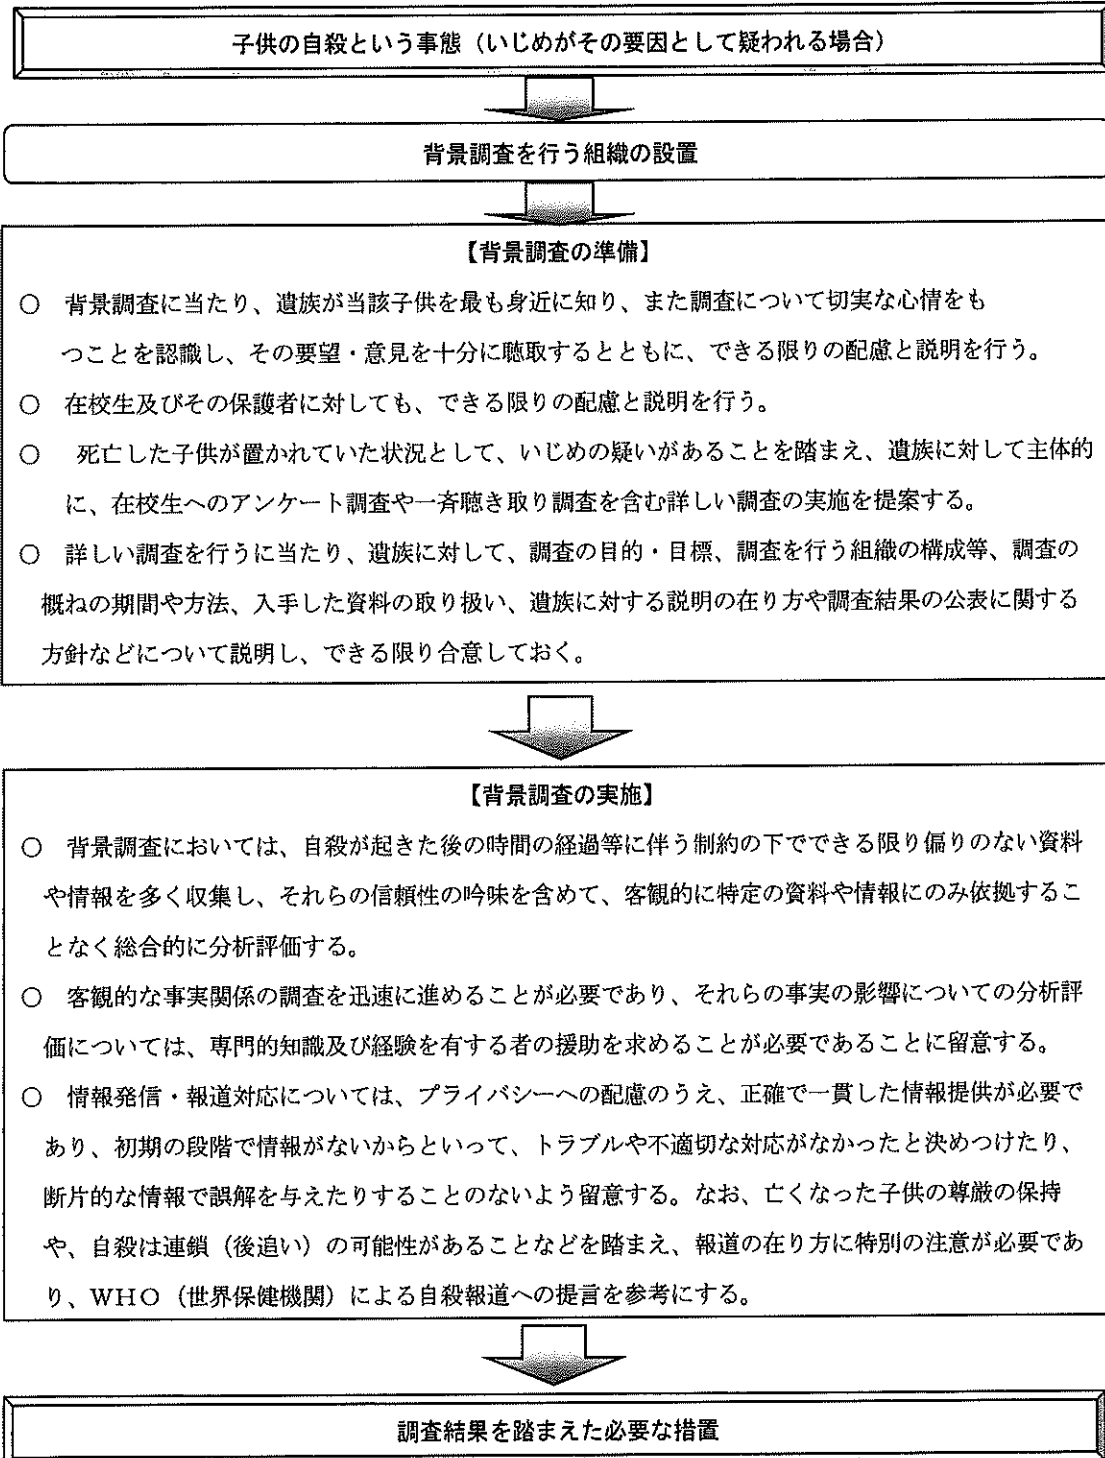 子供の自殺という事態（いじめがその要因として疑われる場合）
背景調査を行う組織の設置
【背景調査の準備】
○　背景調査に当たり、遺族が当該子供を最も身近に知り、また調査について切実な心情をも
つことを認識し、その要望・意見を十分に聴取するとともに、できる限りの配慮と説明を行う。
○　在校生及びその保護者に対しても、できる限りの配慮と説明を行う。
○　死亡した子供が置かれていた状況として、いじめの疑いがあることを踏まえ、遺族に対して主体的
に、在校生へのアンケート調査や一斉聴き取り調査を含む詳しい調査の実施を提案する。
○　詳しい調査を行うに当たり、遺族に対して、調査の目的・目標、調査を行う組織の構成等、調査の
概ねの期間や方法、入手した資料の取り扱い、遺族に対する説明の在り方や調査結果の公表に関する
方針などについて説明し、できる限り合意しておく。
【背景調査の実施】
○　背景調査においては、自殺が起きた後の時間の経過等に伴う制約の下でできる限り偏りのない資料
や情報を多く収集し、それらの信頼性の吟味を含めて、客観的に特定の資料や情報にのみ依拠するこ
となく総合的に分析評価する。
○　客観的な事実関係の調査を迅速に進めることが必要であり、それらの事実の影響についての分析評
価については、専門的知識及び経験を有する者の援助を求めることが必要であることに留意する。
○　情報発信・報道対応については、プライバシーへの配慮のうえ、正確で一貫した情報提供が必要で
あり、初期の段階で情報がないからといって、トラブルや不適切な対応がなかったと決めつけたり、
断片的な情報で誤解を与えたりすることのないよう留意する。なお、亡くなった子供の尊厳の保持
や、自殺は連鎖（後追い）の可能性があることなどを踏まえ、報道の在り方に特別の注意が必要であ
り、WHO（世界保健機関）による自殺報道への提言を参考にする。
調査結果を踏まえた必要な措置